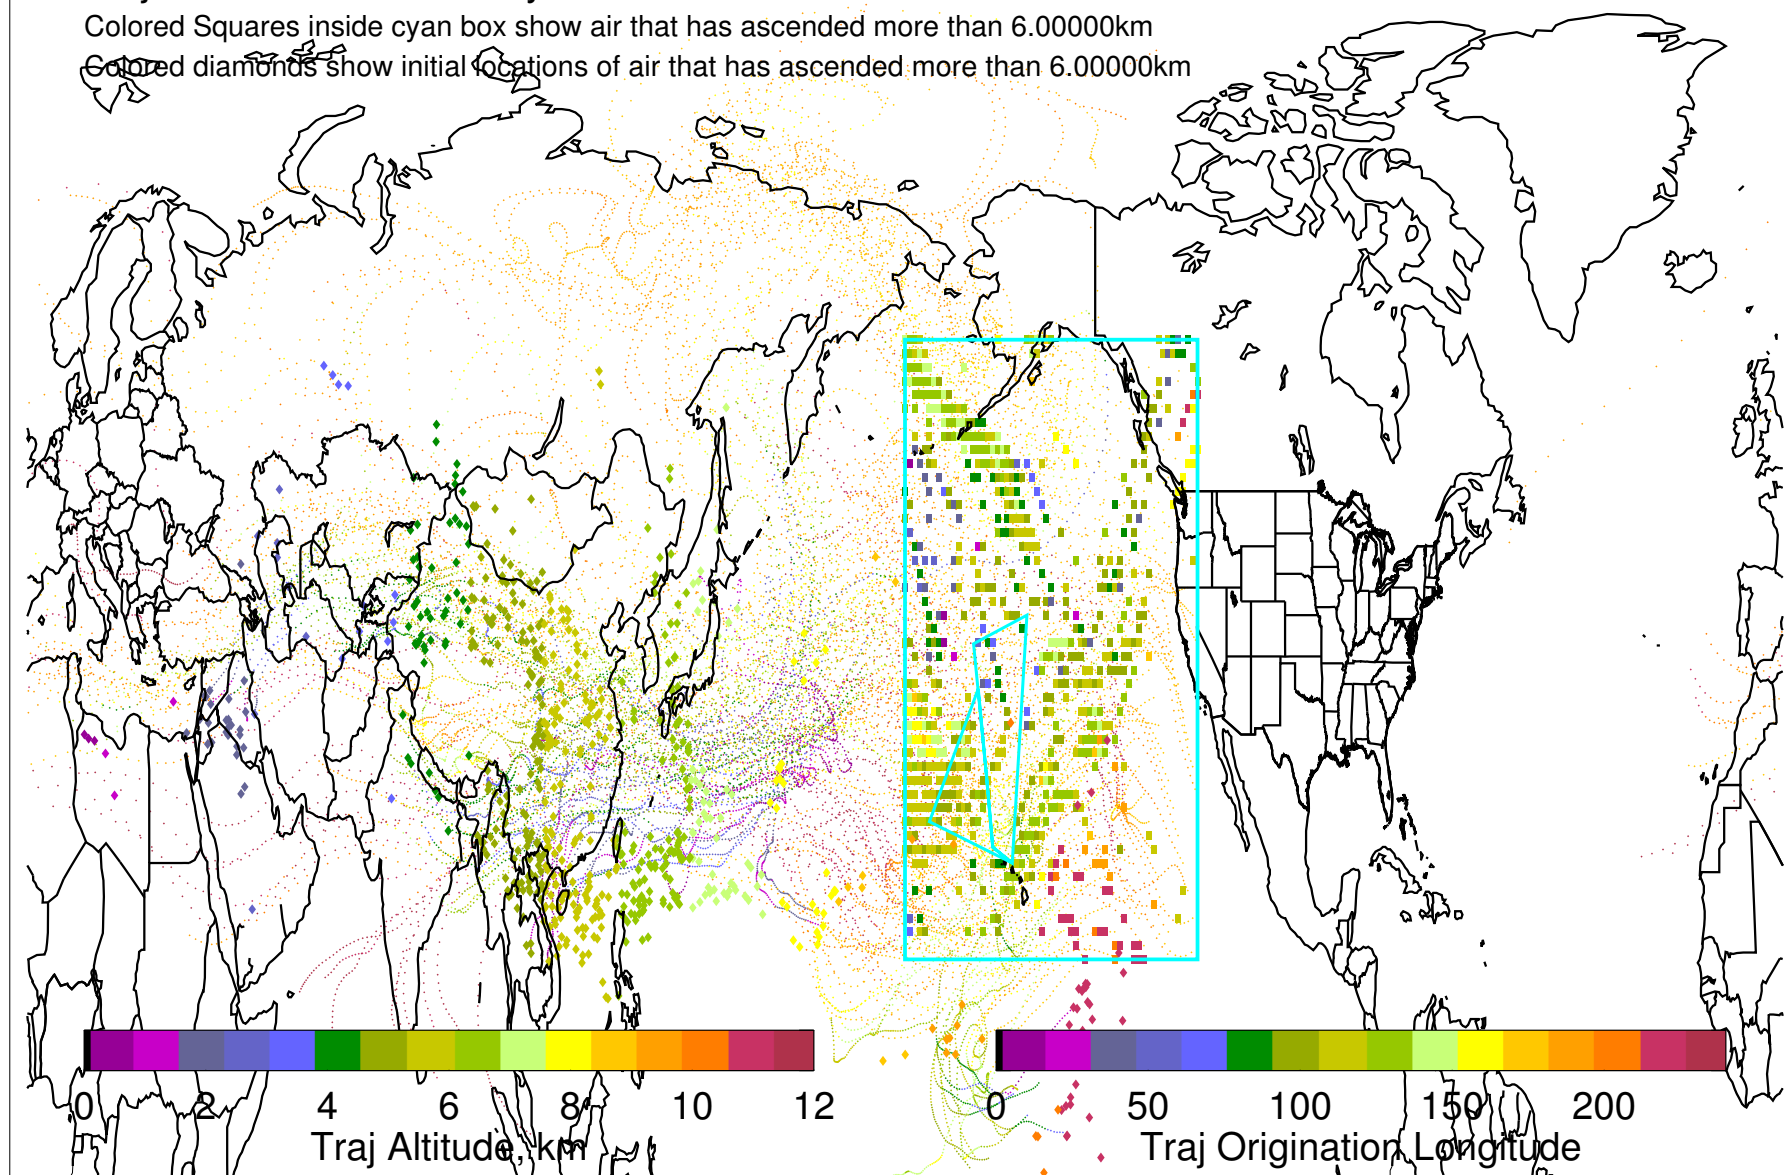 Colored Squares inside cyan box show air that has ascended more than 6.00000km
Colored diamonds show initial locations of air that has ascended more than 6.00000km
0 2 4 6 8 10 12
Traj Altitude, km
0 50 100 150 200
Traj Origination Longitude